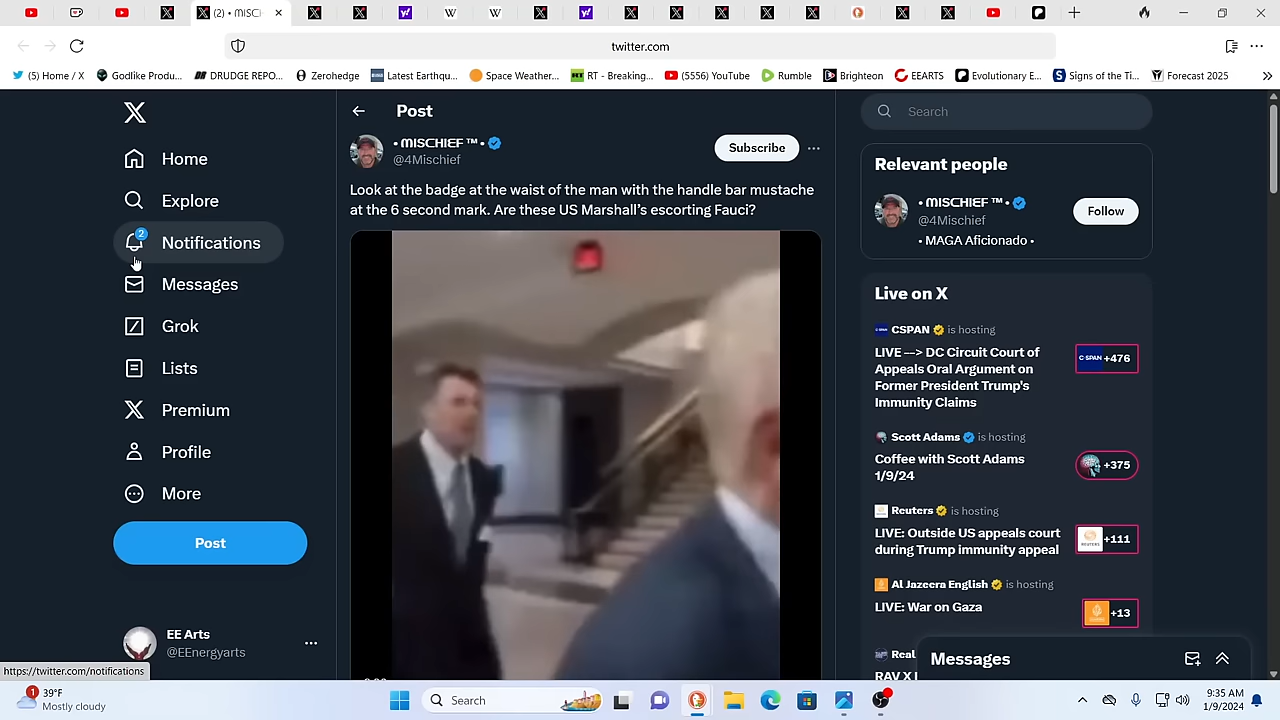 (2) • MISCHI
twitter.com
(5) Home / X
Godlike Produ...
DRUDGE REPO...
Zerohedge
Latest Earthqu...
Space Weather...
RT - Breaking...
(5556) YouTube
Rumble
Brighteon
EEARTS
Evolutionary E...
Signs of the Ti...
Forecast 2025
Home
Explore
2
Notifications
Messages
Grok
Lists
Premium
Profile
More
Post
EE Arts
@EEnergyarts
https://twitter.com/notifications
Post
• MISCHIEF ™ •
@4Mischief
Subscribe
Look at the badge at the waist of the man with the handle bar mustache
at the 6 second mark. Are these US Marshall’s escorting Fauci?
Search
Relevant people
• MISCHIEF ™ •
@4Mischief
Follow
• MAGA Aficionado •
Live on X
CSPAN is hosting
LIVE —> DC Circuit Court of
Appeals Oral Argument on
Former President Trump's
Immunity Claims
C-SPAN +476
Scott Adams is hosting
Coffee with Scott Adams
1/9/24
+375
Reuters is hosting
LIVE: Outside US appeals court
during Trump immunity appeal
REUTERS +111
Al Jazeera English is hosting
LIVE: War on Gaza
+13
Real
RAV X L
Messages
1
39°F
Mostly cloudy
Search
9:35 AM
1/9/2024